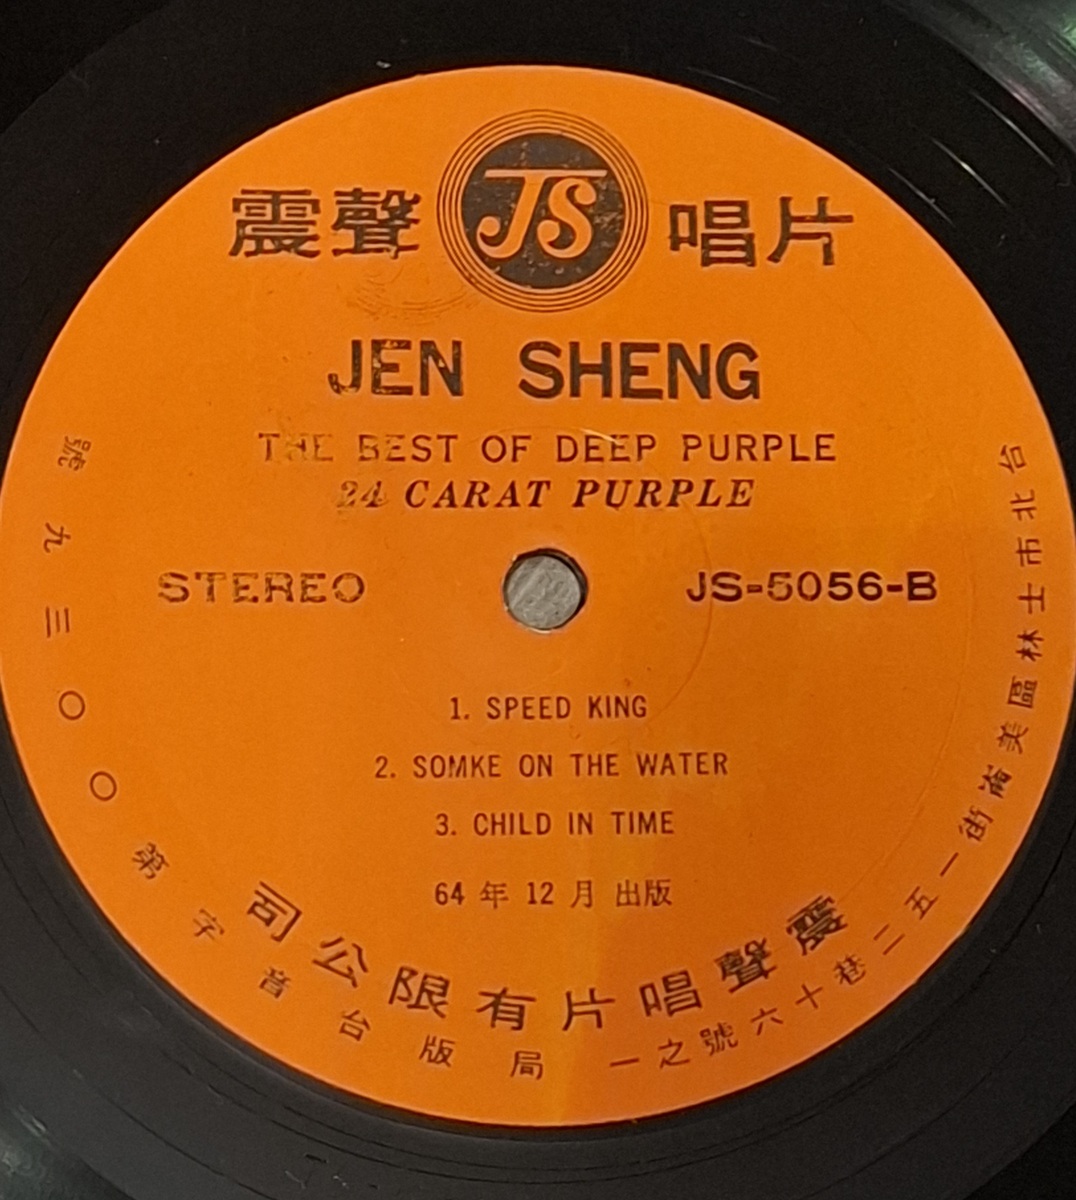 震聲 JS 唱片
JEN SHENG
THE BEST OF DEEP PURPLE
24 CARAT PURPLE
STEREO
JS-5056-B
1. SPEED KING
2. SOMKE ON THE WATER
3. CHILD IN TIME
64 年 12 月 出版
震聲唱片有限公司
台北市士林區美崙街一五二巷十六號之一
局版台音字第〇〇三九號